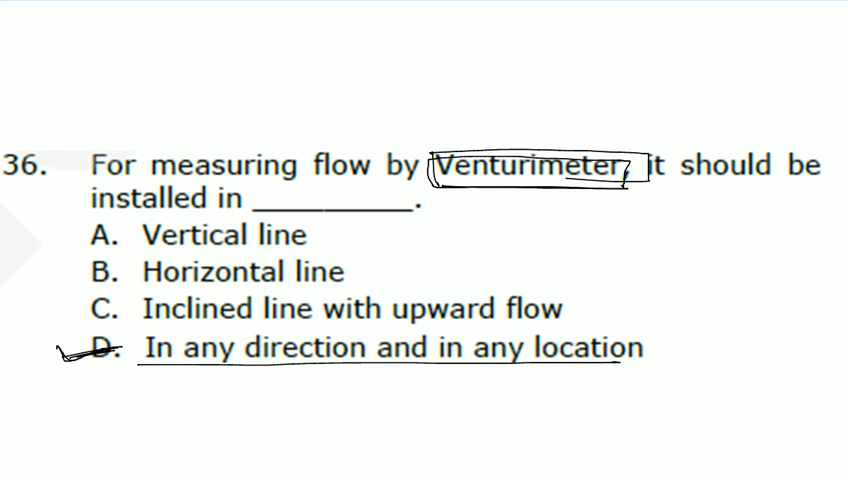 36. For measuring flow by Venturimeter, it should be
installed in ___________.
A. Vertical line
B. Horizontal line
C. Inclined line with upward flow
D. In any direction and in any location